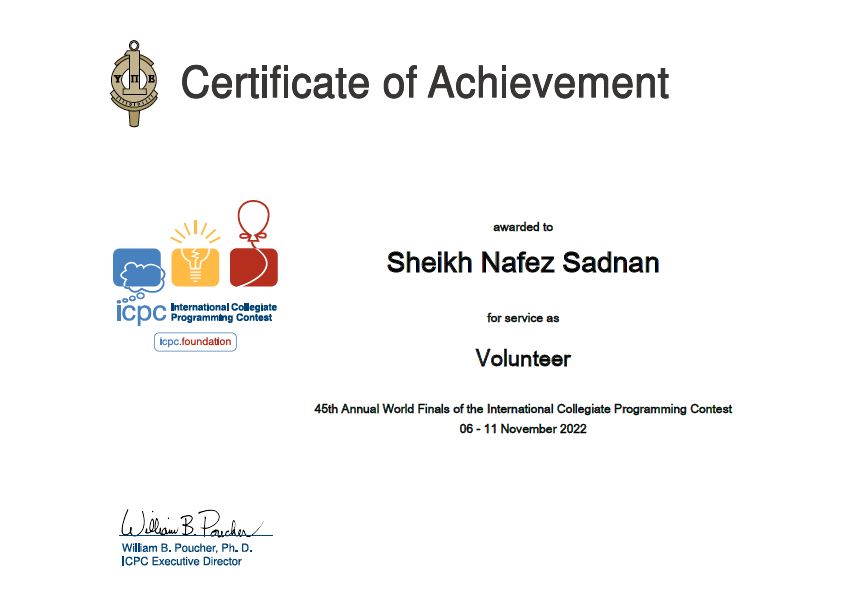 Υ Π Ε
Certificate of Achievement
awarded to
Sheikh Nafez Sadnan
for service as
Volunteer
45th Annual World Finals of the International Collegiate Programming Contest
06 - 11 November 2022
icpc International Collegiate
Programming Contest
icpc.foundation
William B. Poucher
William B. Poucher, Ph. D.
ICPC Executive Director